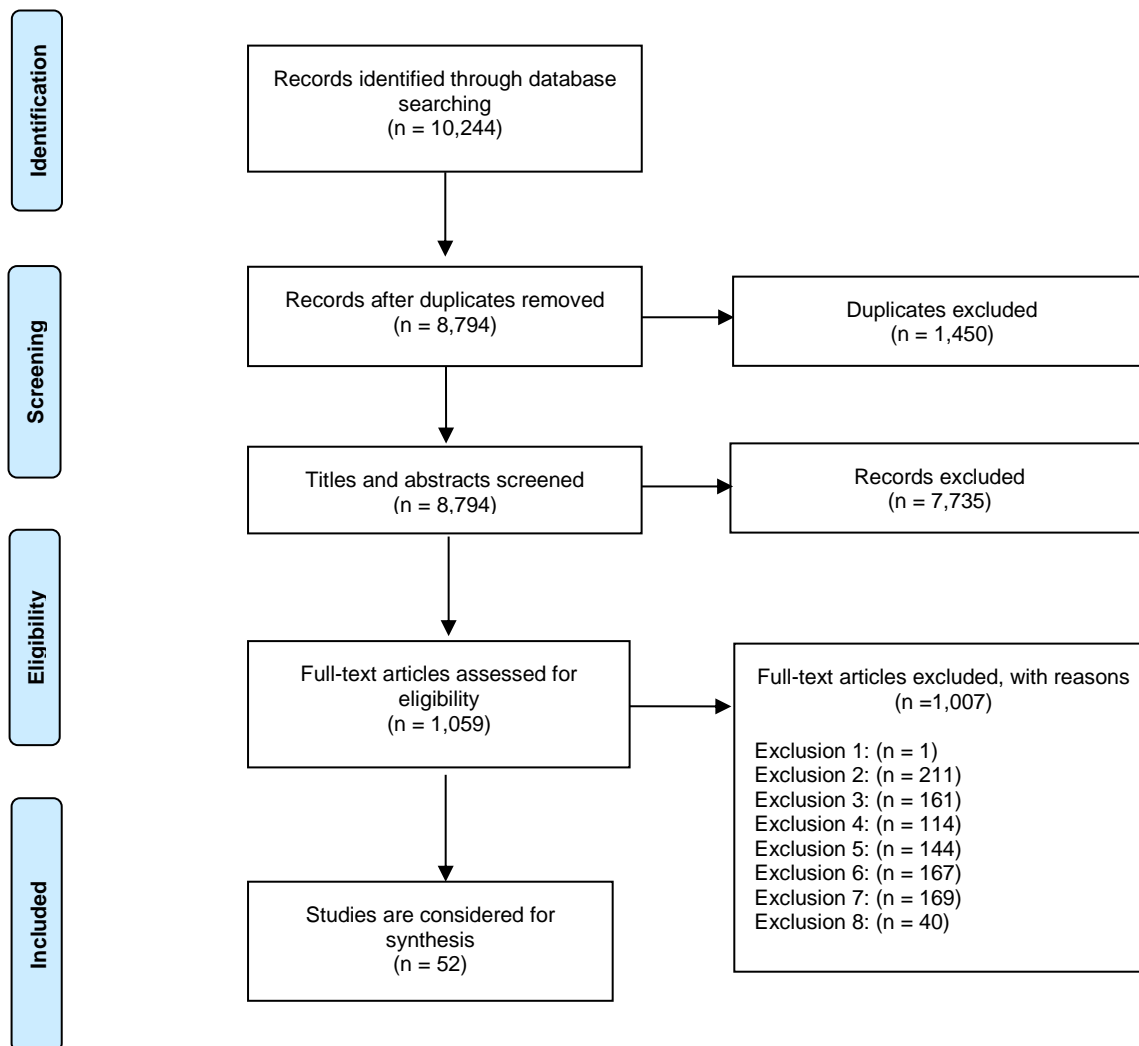 Identification
Records identified through database
searching
(n = 10,244)
Screening
Records after duplicates removed
(n = 8,794)
Duplicates excluded
(n = 1,450)
Titles and abstracts screened
(n = 8,794)
Records excluded
(n = 7,735)
Eligibility
Full-text articles assessed for
eligibility
(n = 1,059)
Full-text articles excluded, with reasons
(n =1,007)
Exclusion 1: (n = 1)
Exclusion 2: (n = 211)
Exclusion 3: (n = 161)
Exclusion 4: (n = 114)
Exclusion 5: (n = 144)
Exclusion 6: (n = 167)
Exclusion 7: (n = 169)
Exclusion 8: (n = 40)
Included
Studies are considered for
synthesis
(n = 52)